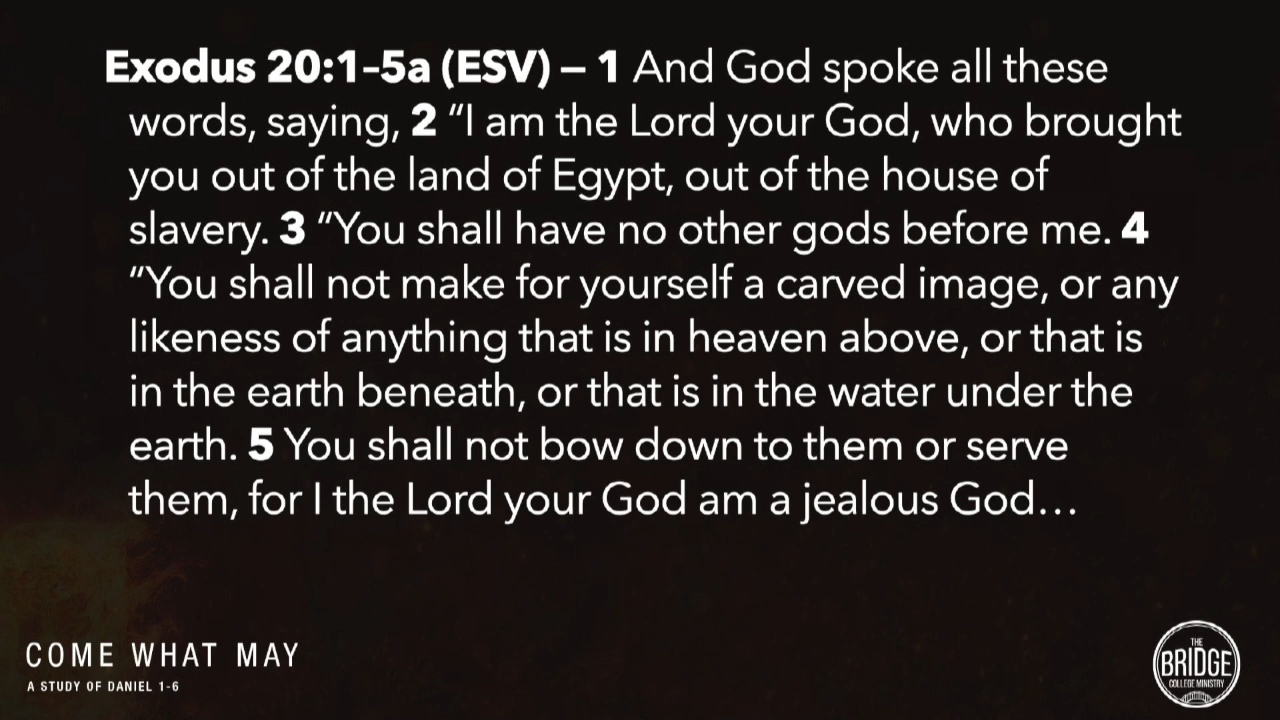 Exodus 20:1–5a (ESV) – 1 And God spoke all these
words, saying, 2 “I am the Lord your God, who brought
you out of the land of Egypt, out of the house of
slavery. 3 “You shall have no other gods before me. 4
“You shall not make for yourself a carved image, or any
likeness of anything that is in heaven above, or that is
in the earth beneath, or that is in the water under the
earth. 5 You shall not bow down to them or serve
them, for I the Lord your God am a jealous God…
COME WHAT MAY
A STUDY OF DANIEL 1-6
THE
BRIDGE
COLLEGE MINISTRY